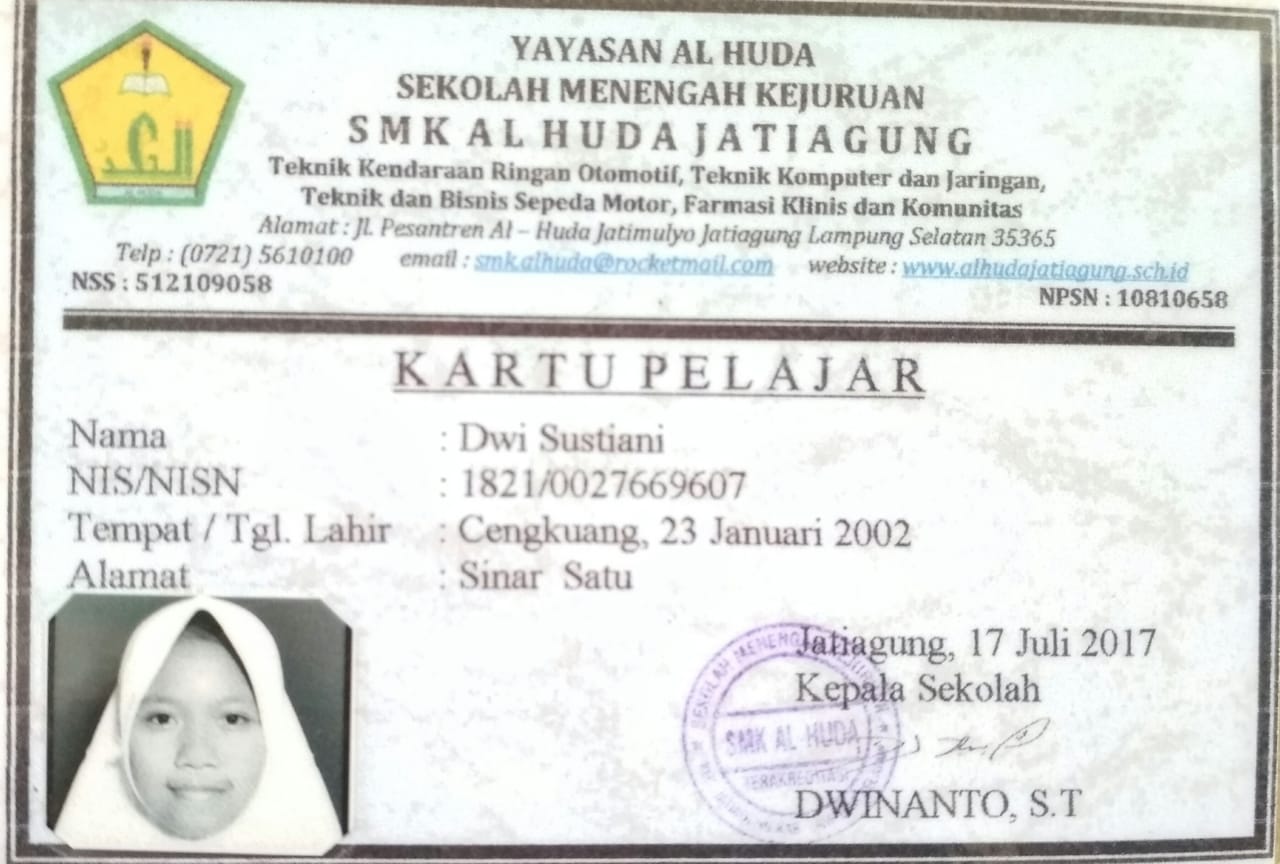 YAYASAN AL HUDA
SEKOLAH MENENGAH KEJURUAN
SMK AL HUDA JATIAGUNG
Teknik Kendaraan Ringan Otomotif, Teknik Komputer dan Jaringan,
Teknik dan Bisnis Sepeda Motor, Farmasi Klinis dan Komunitas
Alamat : Jl. Pesantren Al – Huda Jatimulyo Jatiagung Lampung Selatan 35365
Telp : (0721) 5610100 email : smk.alhuda@rocketmail.com website : www.alhudajatiagung.sch.id
NSS : 512109058 NPSN : 10810658
KARTU PELAJAR
Nama : Dwi Sustiani
NIS/NISN : 1821/0027669607
Tempat / Tgl. Lahir : Cengkuang, 23 Januari 2002
Alamat : Sinar Satu
Jatiagung, 17 Juli 2017
Kepala Sekolah
SEKOLAH MENENGAH
SMK AL HUDA
TERAKREDITASI
DWINANTO, S.T